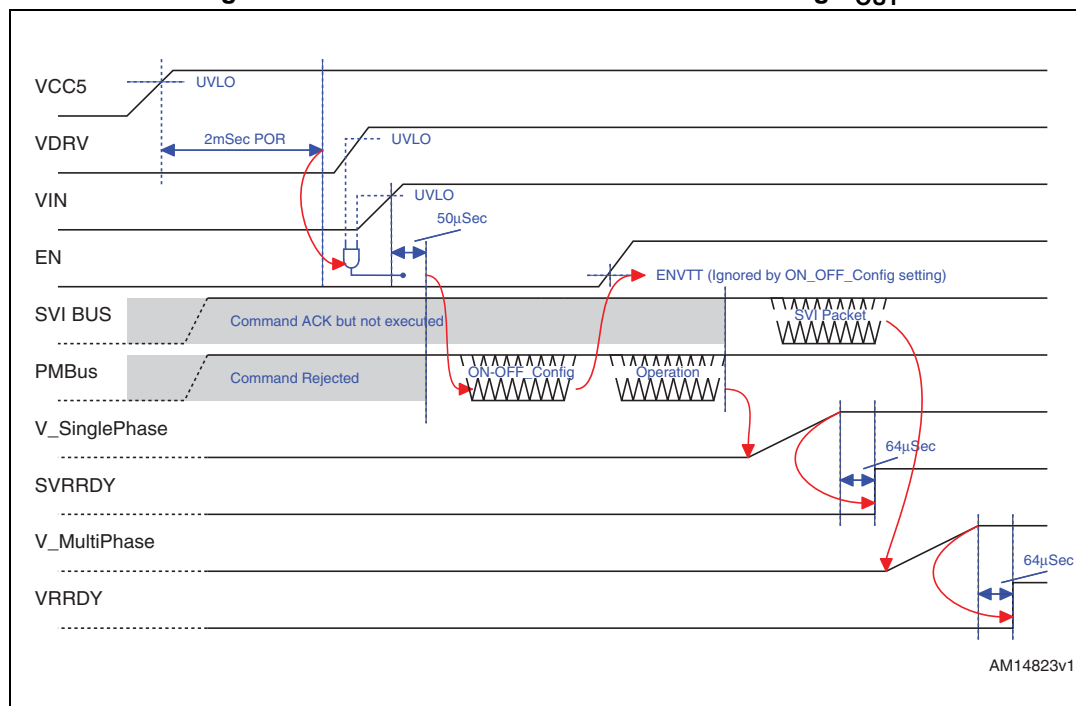 VCC5
UVLO
2mSec POR
VDRV
UVLO
VIN
UVLO
50µSec
EN
ENVTT (Ignored by ON_OFF_Config setting)
SVI BUS
Command ACK but not executed
SVI Packet
PMBus
Command Rejected
ON-OFF_Config
Operation
V_SinglePhase
64µSec
SVRRDY
V_MultiPhase
64µSec
VRRDY
AM14823v1